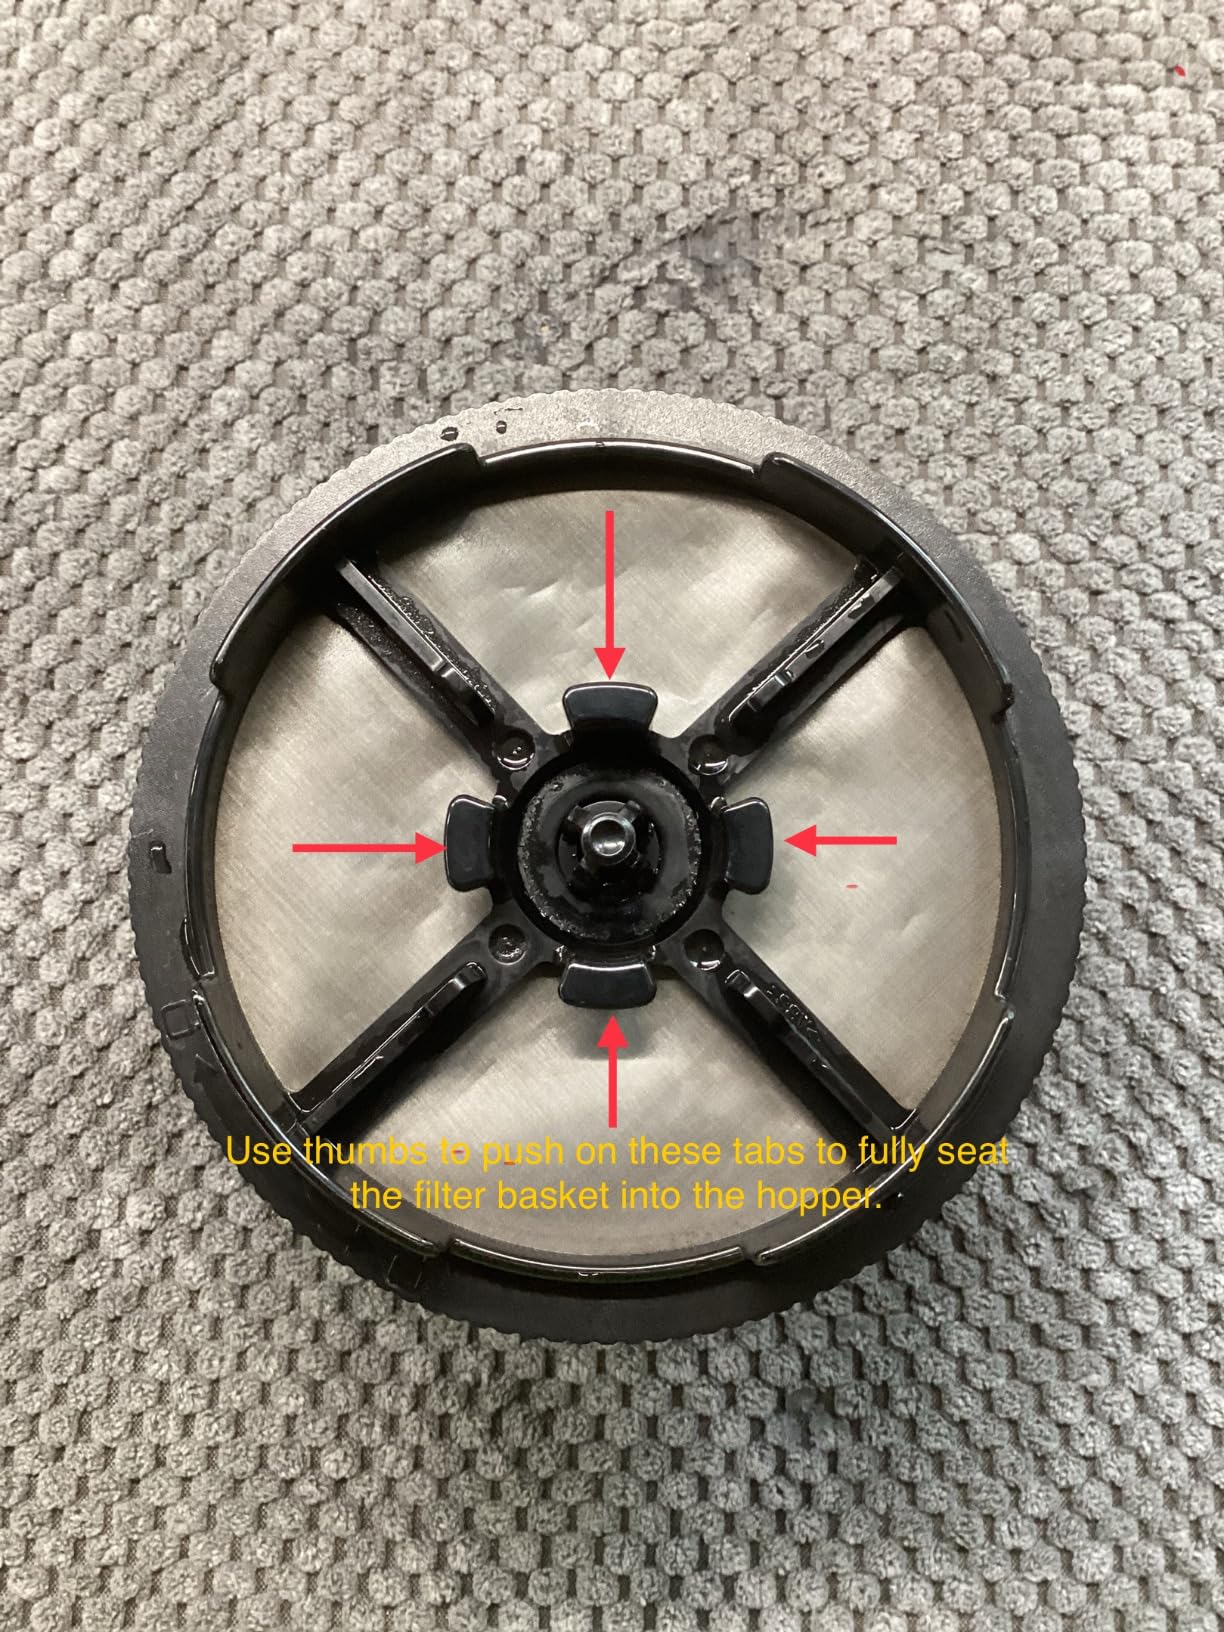 Use thumbs to push on these tabs to fully seat
the filter basket into the hopper.